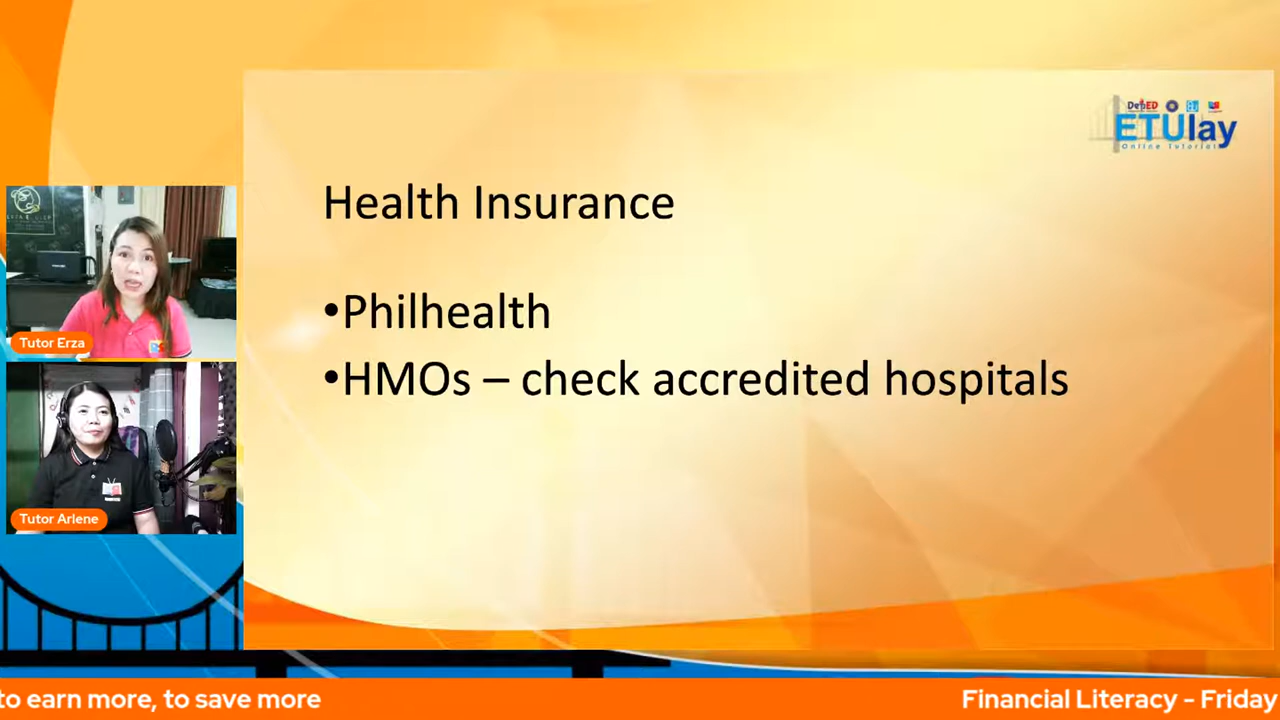 DepED
ETUlay
Online Tutorial
Health Insurance
•Philhealth
•HMOs – check accredited hospitals
Tutor Erza
Tutor Arlene
to earn more, to save more
Financial Literacy - Friday